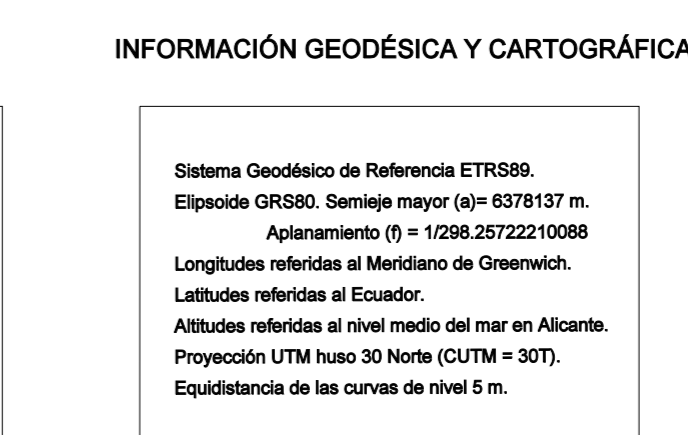 INFORMACIÓN GEODÉSICA Y CARTOGRÁFICA
Sistema Geodésico de Referencia ETRS89.
Elipsoide GRS80. Semieje mayor (a)= 6378137 m.
Aplanamiento (f) = 1/298.25722210088
Longitudes referidas al Meridiano de Greenwich.
Latitudes referidas al Ecuador.
Altitudes referidas al nivel medio del mar en Alicante.
Proyección UTM huso 30 Norte (CUTM = 30T).
Equidistancia de las curvas de nivel 5 m.